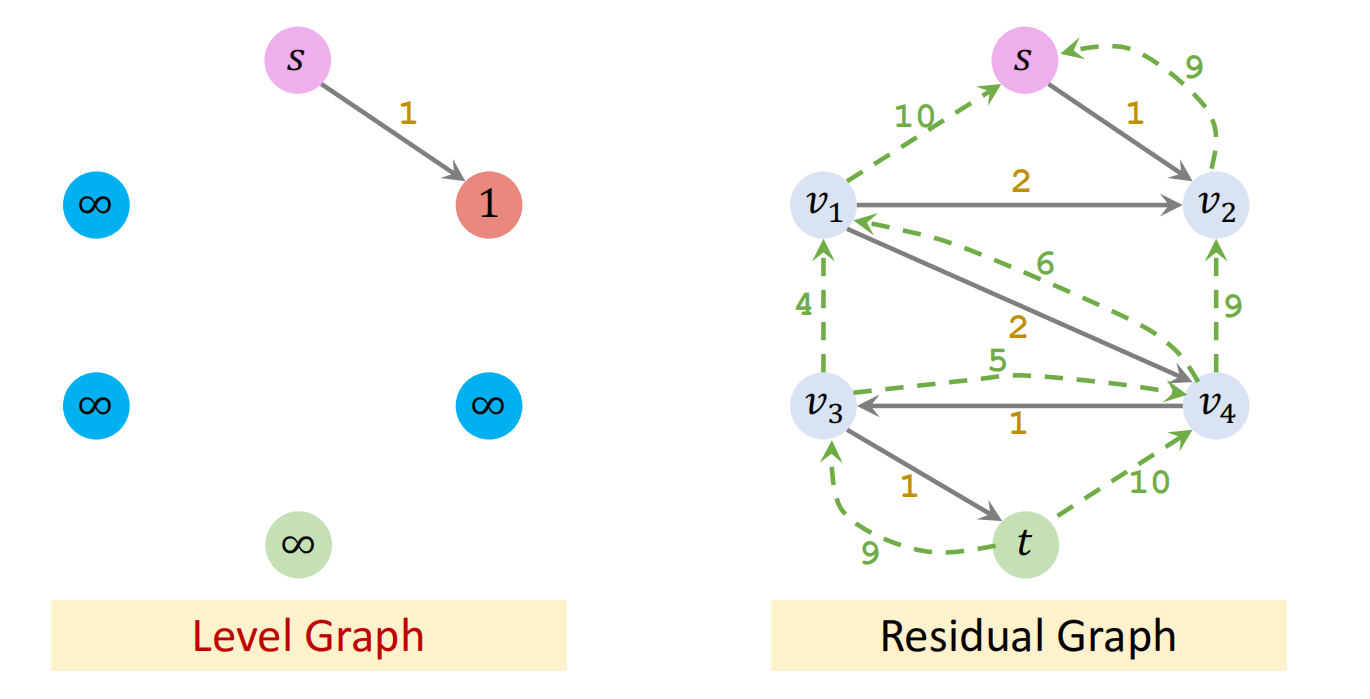 s
1
∞
1
∞
∞
∞
Level Graph
s
9
10
1
2
v₁
v₂
6
4
9
2
5
v₃
v₄
1
1
10
t
9
Residual Graph